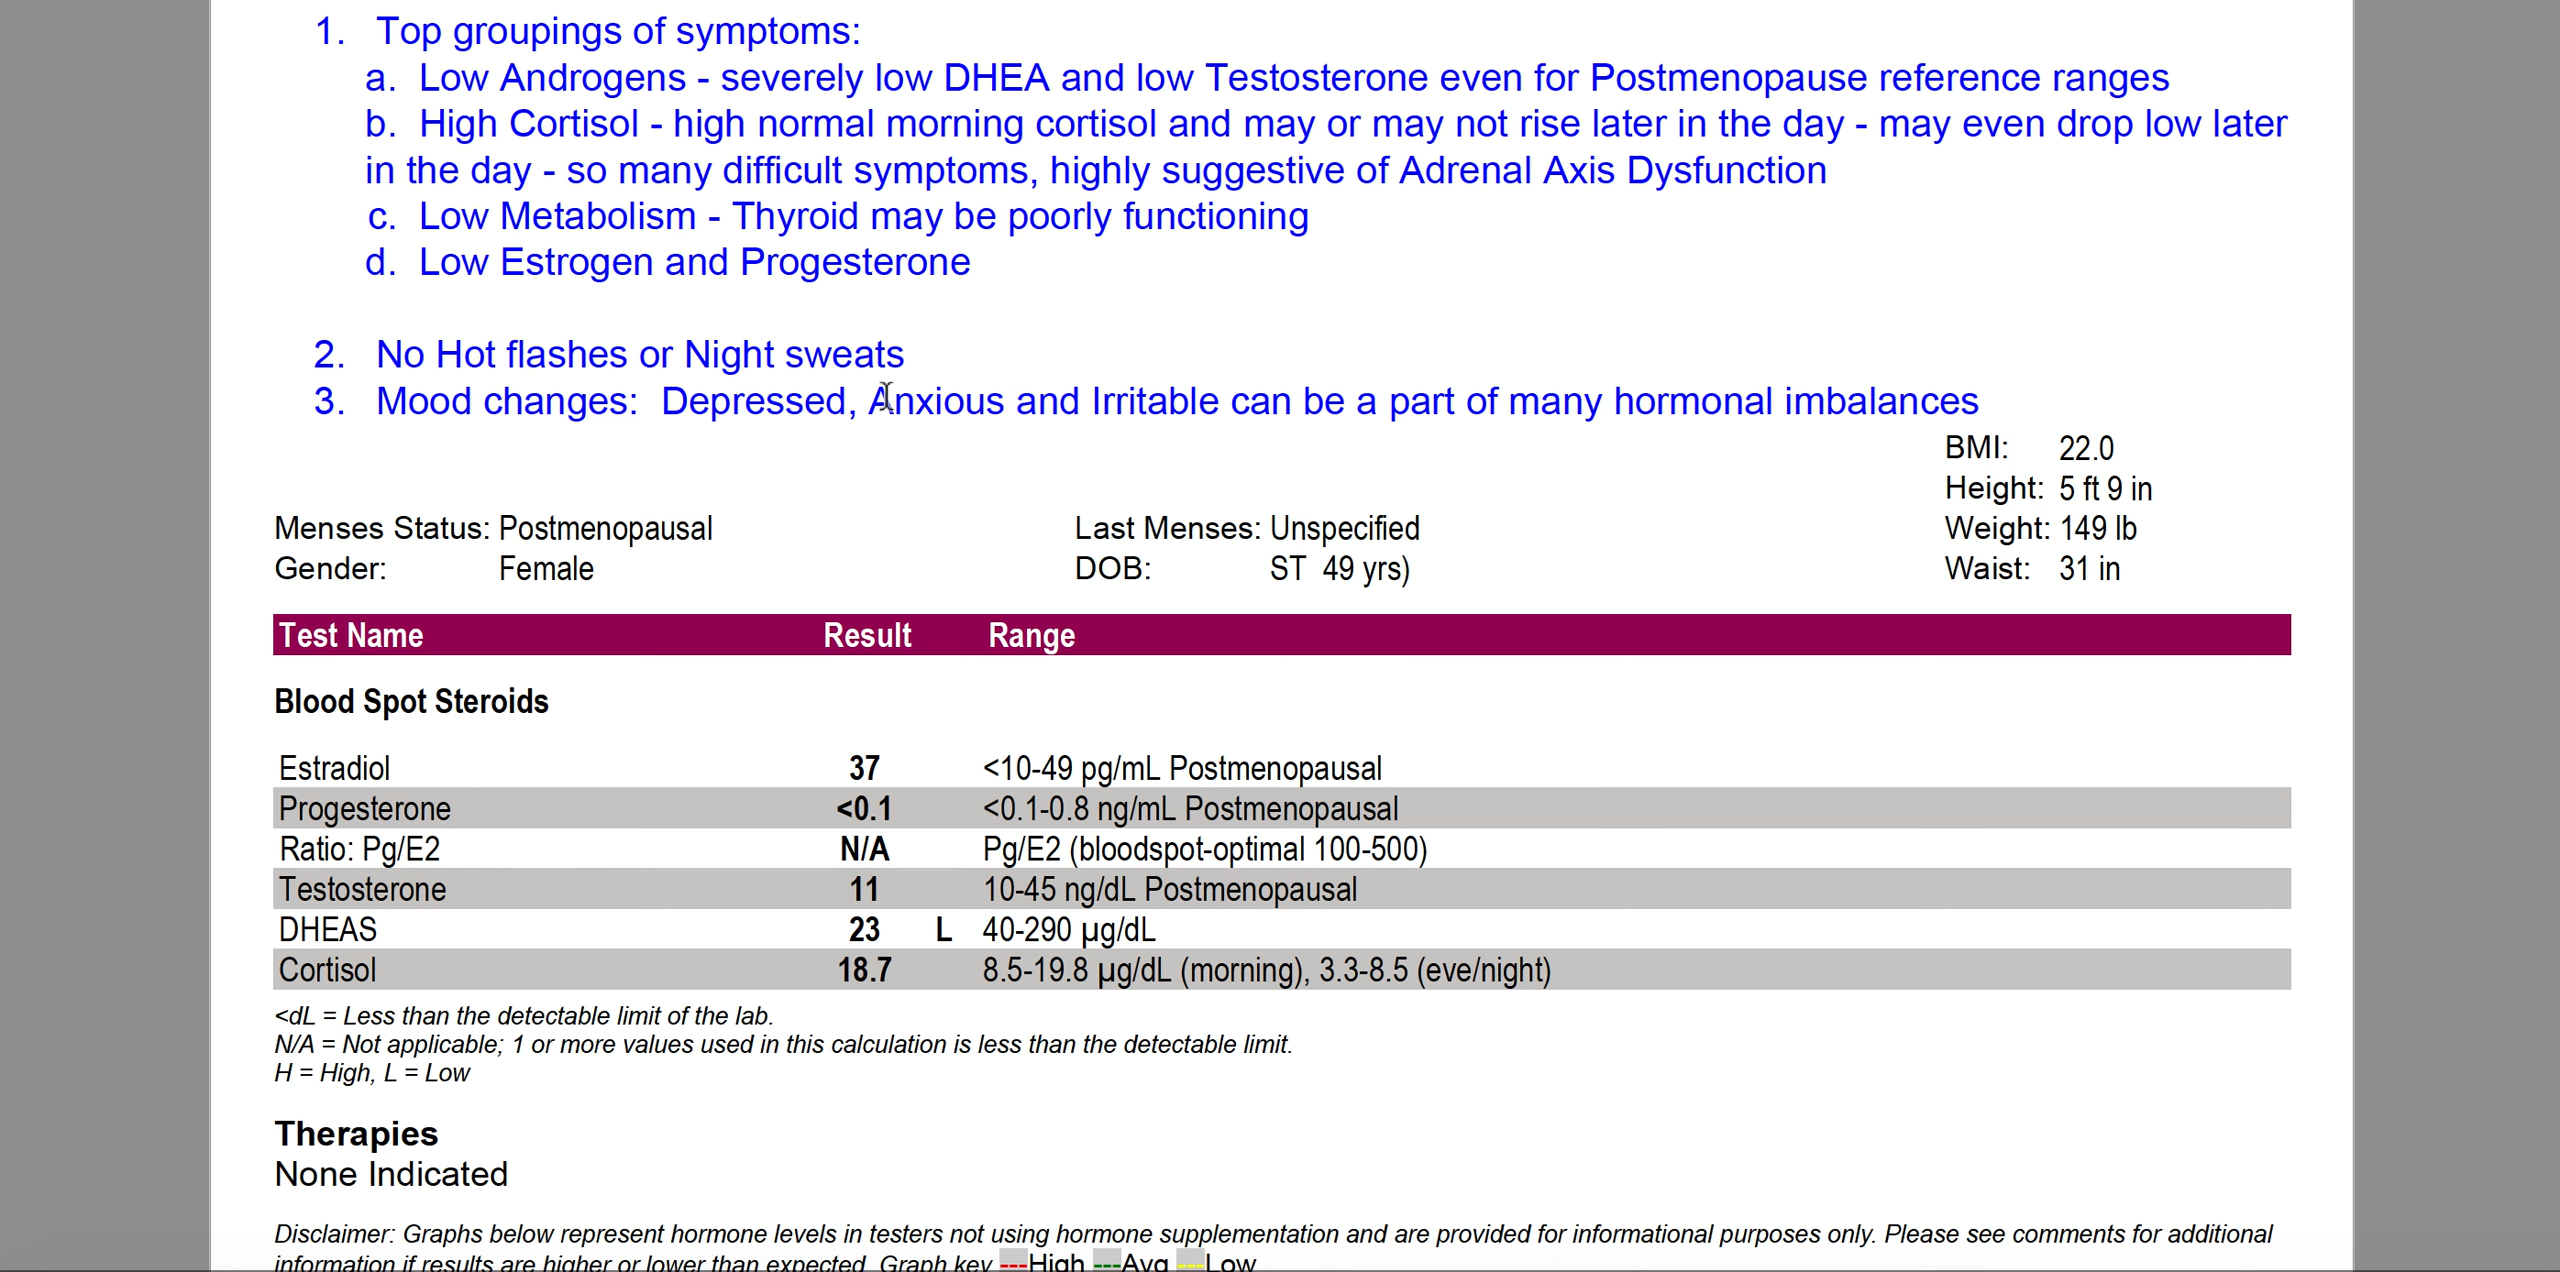 1. Top groupings of symptoms:
a. Low Androgens - severely low DHEA and low Testosterone even for Postmenopause reference ranges
b. High Cortisol - high normal morning cortisol and may or may not rise later in the day - may even drop low later
in the day - so many difficult symptoms, highly suggestive of Adrenal Axis Dysfunction
c. Low Metabolism - Thyroid may be poorly functioning
d. Low Estrogen and Progesterone
2. No Hot flashes or Night sweats
3. Mood changes: Depressed, Anxious and Irritable can be a part of many hormonal imbalances
BMI: 22.0
Height: 5 ft 9 in
Menses Status: Postmenopausal Last Menses: Unspecified Weight: 149 lb
Gender: Female DOB: ST 49 yrs) Waist: 31 in
Test Name Result Range
Blood Spot Steroids
Estradiol 37 <10-49 pg/mL Postmenopausal
Progesterone <0.1 <0.1-0.8 ng/mL Postmenopausal
Ratio: Pg/E2 N/A Pg/E2 (bloodspot-optimal 100-500)
Testosterone 11 10-45 ng/dL Postmenopausal
DHEAS 23 L 40-290 µg/dL
Cortisol 18.7 8.5-19.8 µg/dL (morning), 3.3-8.5 (eve/night)
<dL = Less than the detectable limit of the lab.
N/A = Not applicable; 1 or more values used in this calculation is less than the detectable limit.
H = High, L = Low
Therapies
None Indicated
Disclaimer: Graphs below represent hormone levels in testers not using hormone supplementation and are provided for informational purposes only. Please see comments for additional
information if results are higher or lower than expected. Graph key ---High ---Avg ---Low